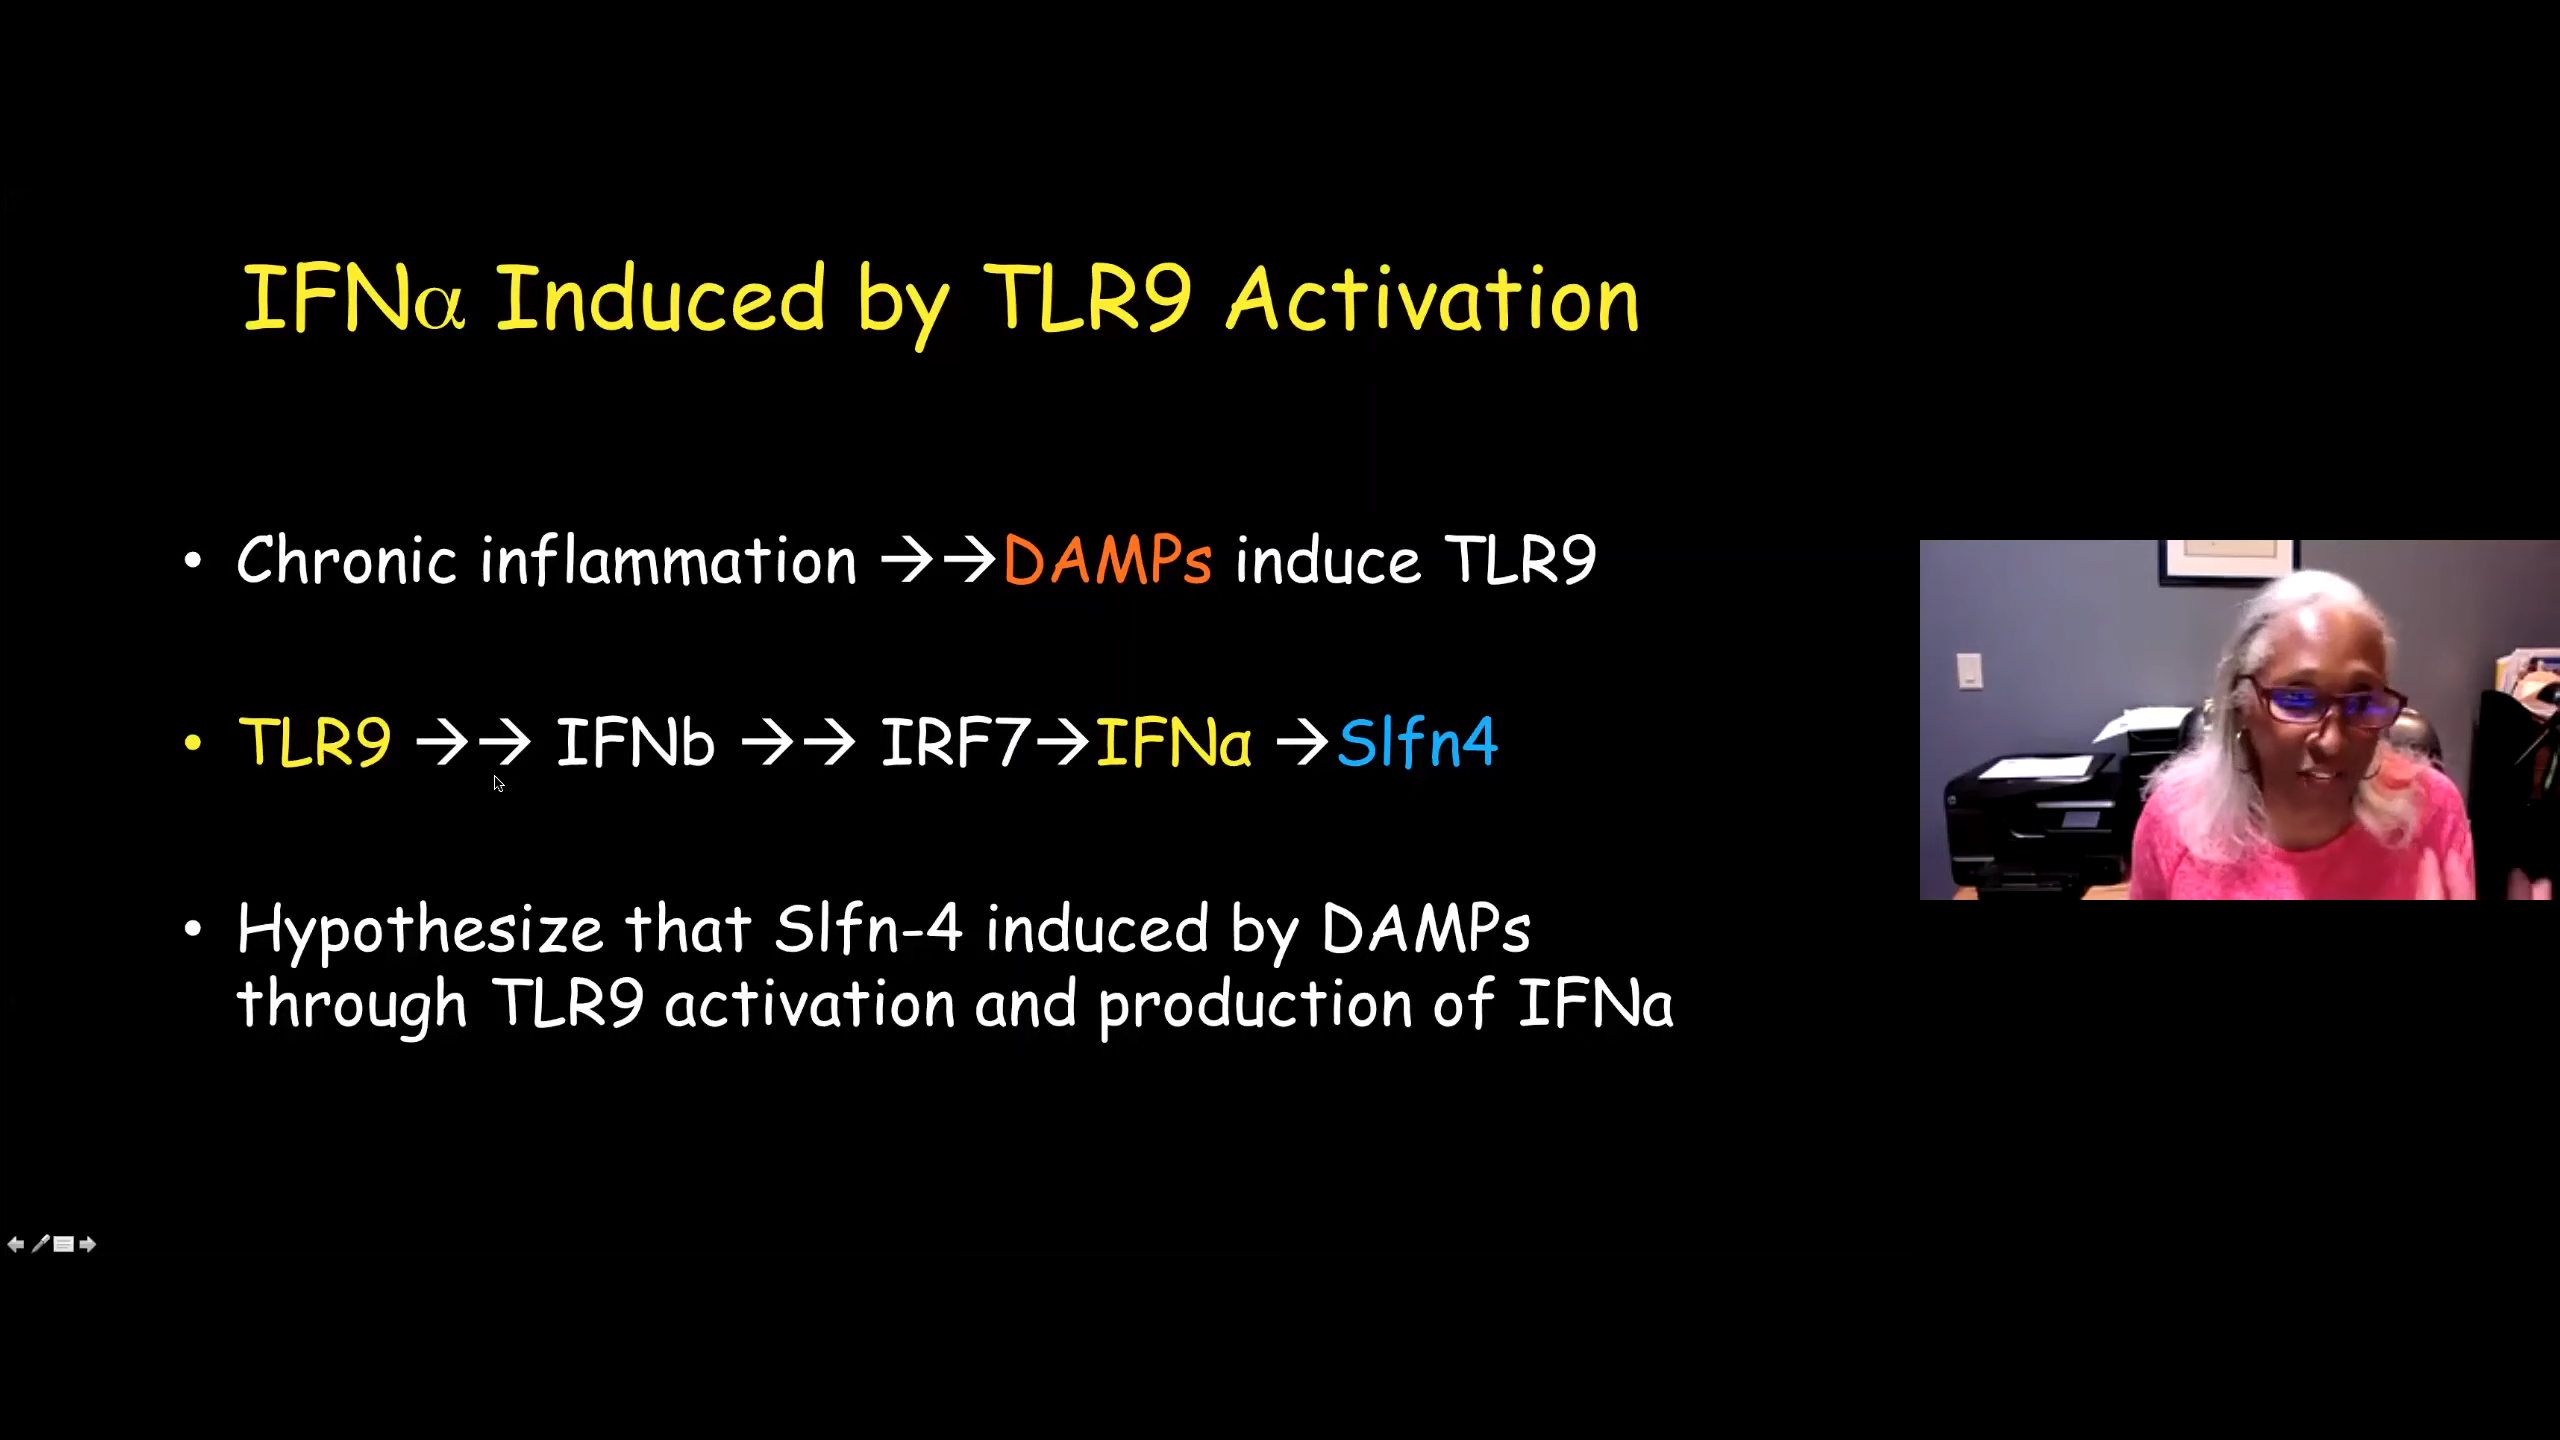 IFNα Induced by TLR9 Activation
• Chronic inflammation →→DAMPs induce TLR9
• TLR9 →→ IFNb →→ IRF7→IFNa →Slfn4
• Hypothesize that Slfn-4 induced by DAMPs
through TLR9 activation and production of IFNa